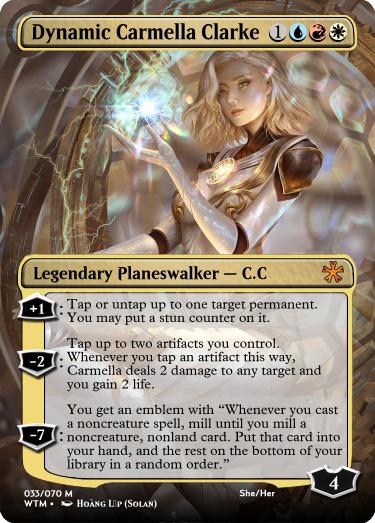 Dynamic Carmella Clarke 1
Legendary Planeswalker — C.C
+1: Tap or untap up to one target permanent.
You may put a stun counter on it.
Tap up to two artifacts you control.
-2: Whenever you tap an artifact this way,
Carmella deals 2 damage to any target and
you gain 2 life.
You get an emblem with “Whenever you cast
a noncreature spell, mill until you mill a
-7: noncreature, nonland card. Put that card into
your hand, and the rest on the bottom of your
library in a random order.”
033/070 M
She/Her
4
WTM • Hoàng Lập (Solan)